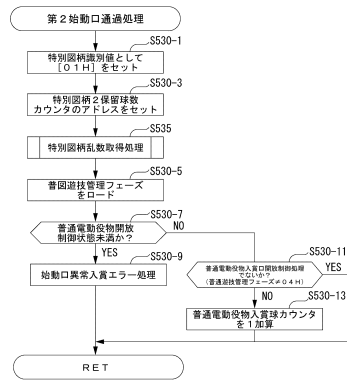 第２始動口通過処理
S530-1
特別図柄識別値として
［０１Ｈ］をセット
S530-3
特別図柄２保留球数
カウンタのアドレスをセット
S535
特別図柄乱数取得処理
S530-5
普図遊技管理フェーズ
をロード
S530-7
普通電動役物開放
制御状態未満か？
NO
YES
S530-9
始動口異常入賞エラー処理
S530-11
普通電動役物入賞口開放制御処理
でないか？
（普通遊技管理フェーズ≠０４Ｈ）
YES
NO
S530-13
普通電動役物入賞球カウンタ
を１加算
ＲＥＴ